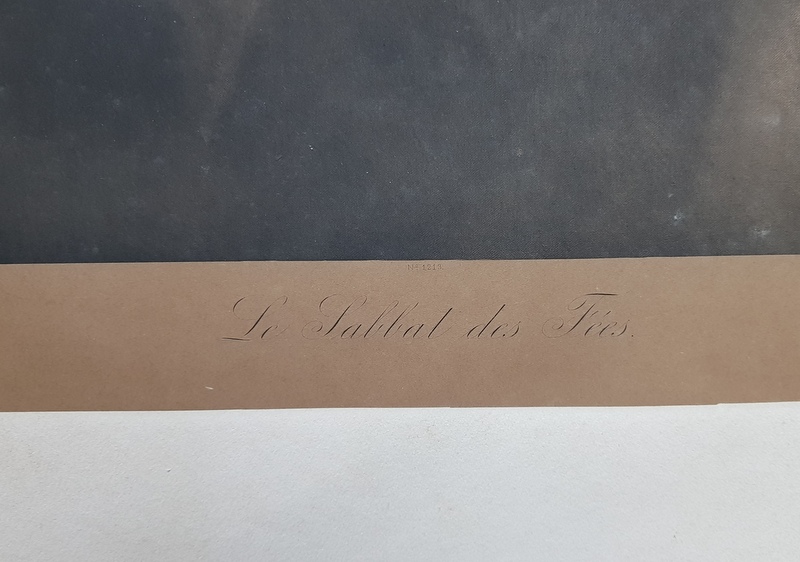 Le Sabbat des Fées.